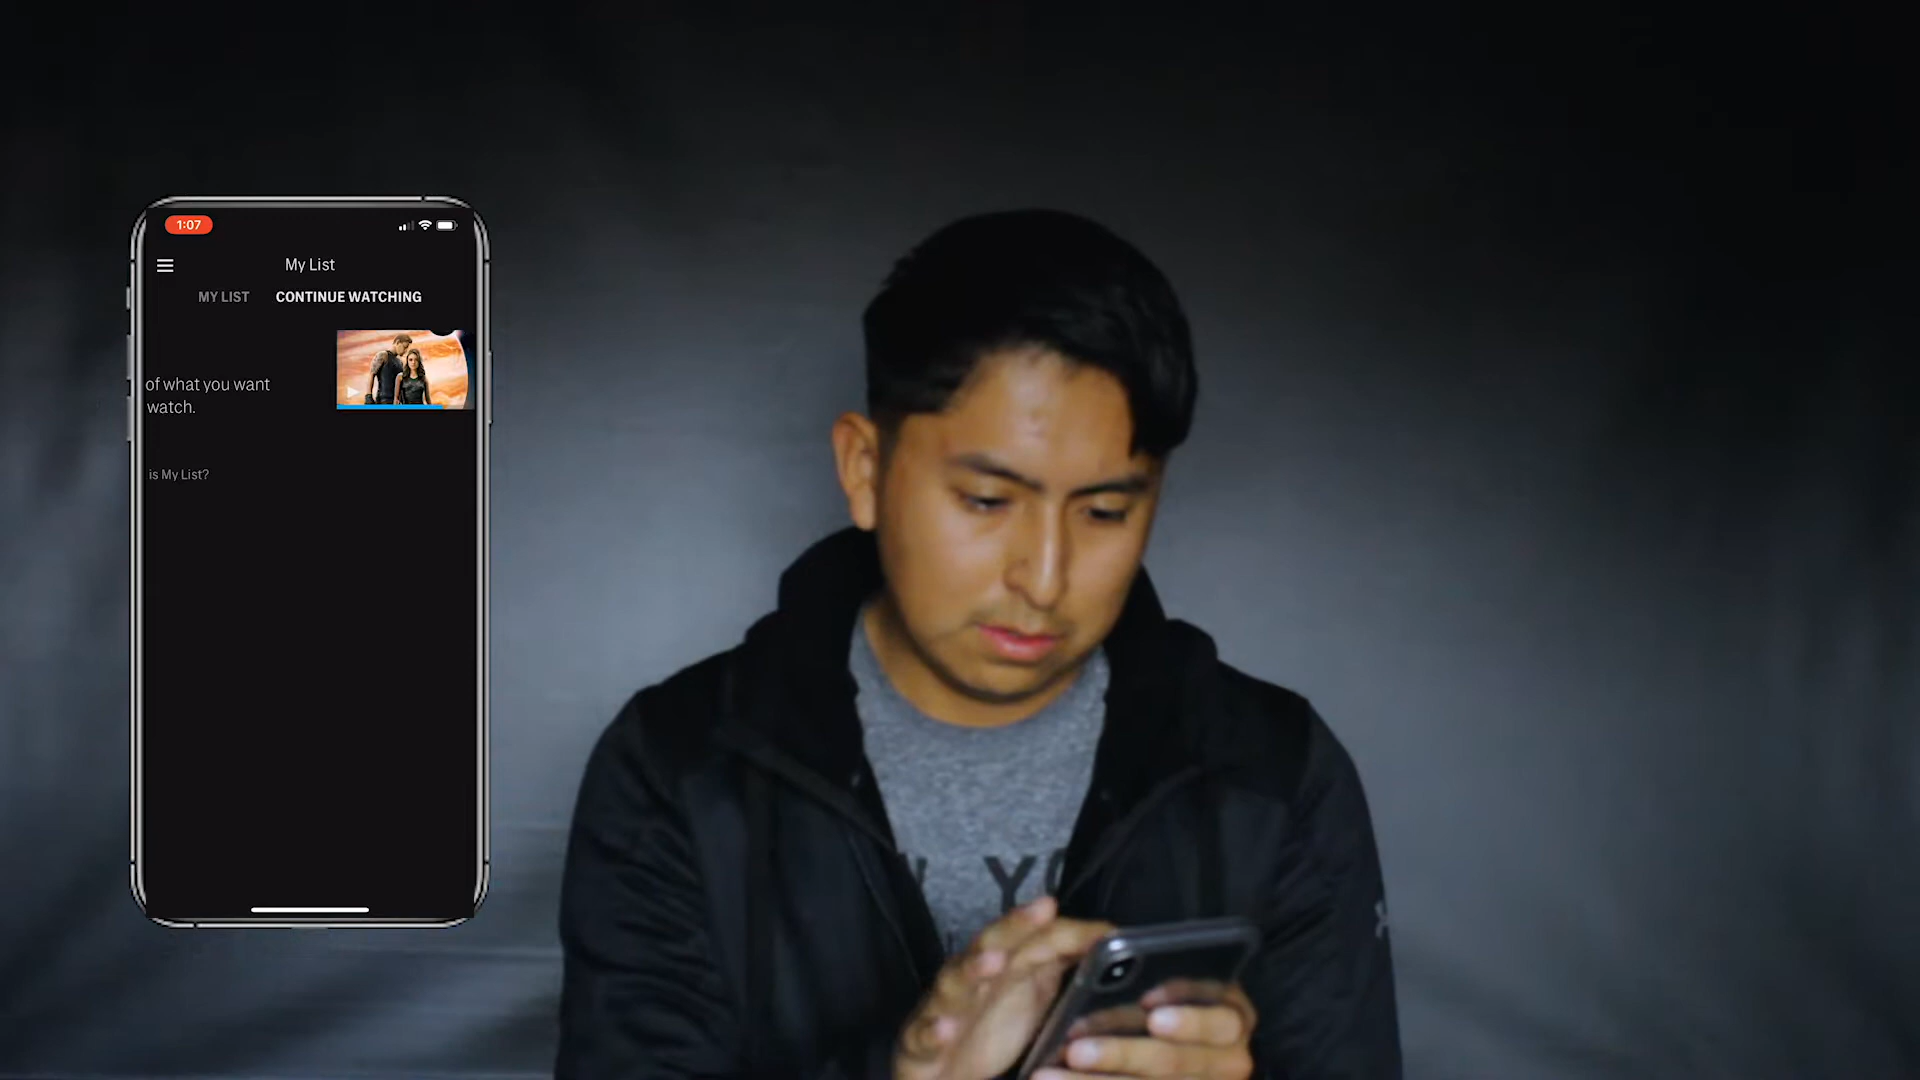 1:07
My List
MY LIST CONTINUE WATCHING
of what you want
watch.
is My List?
Y